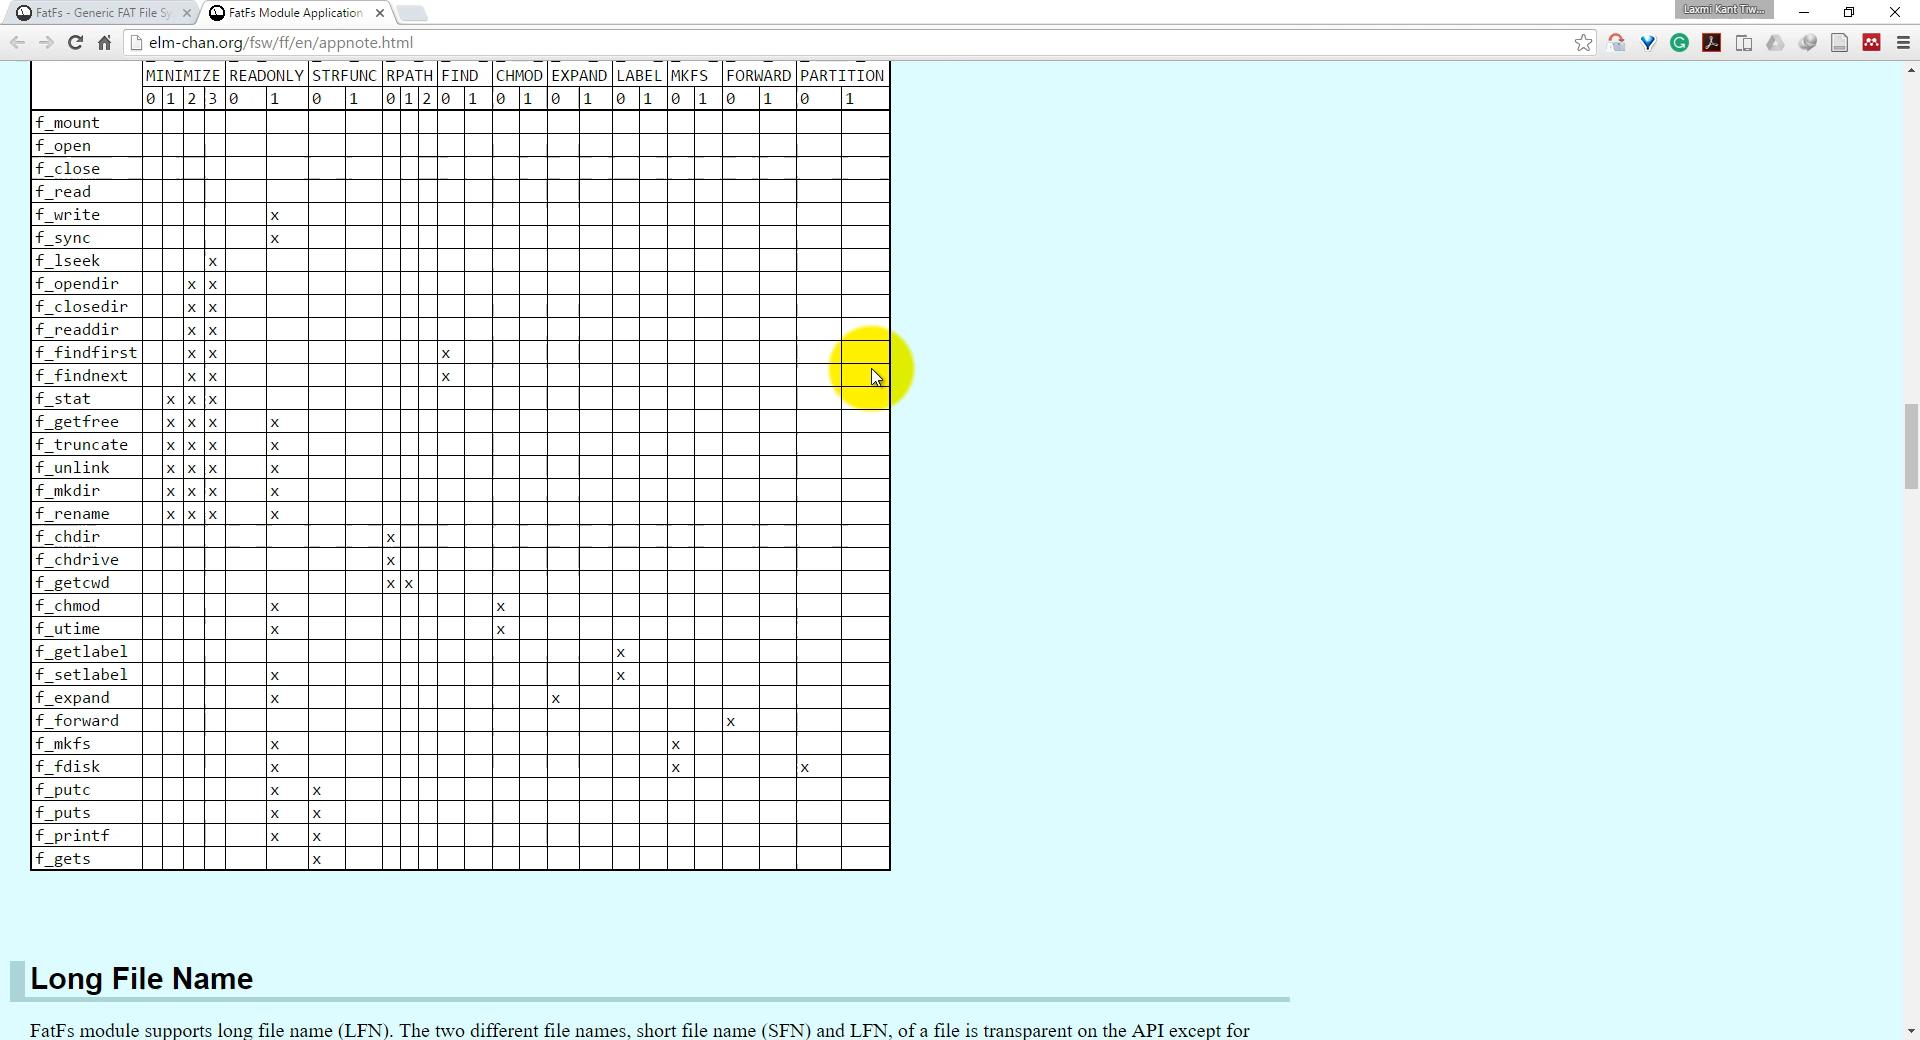 FatFs - Generic FAT File Sy
FatFs Module Application
Laxmi Kant Tiw...
elm-chan.org/fsw/ff/en/appnote.html
MINIMIZE READONLY STRFUNC RPATH FIND CHMOD EXPAND LABEL MKFS FORWARD PARTITION
0 1 2 3 0 1 0 1 0 1 2 0 1 0 1 0 1 0 1 0 1 0 1 0 1
f_mount
f_open
f_close
f_read
f_write x
f_sync x
f_lseek x
f_opendir x x
f_closedir x x
f_readdir x x
f_findfirst x x x
f_findnext x x x
f_stat x x x
f_getfree x x x x
f_truncate x x x x
f_unlink x x x x
f_mkdir x x x x
f_rename x x x x
f_chdir x
f_chdrive x
f_getcwd x x
f_chmod x x
f_utime x x
f_getlabel x
f_setlabel x x
f_expand x x
f_forward x
f_mkfs x x
f_fdisk x x x
f_putc x x
f_puts x x
f_printf x x
f_gets x
Long File Name
FatFs module supports long file name (LFN). The two different file names, short file name (SFN) and LFN, of a file is transparent on the API except for